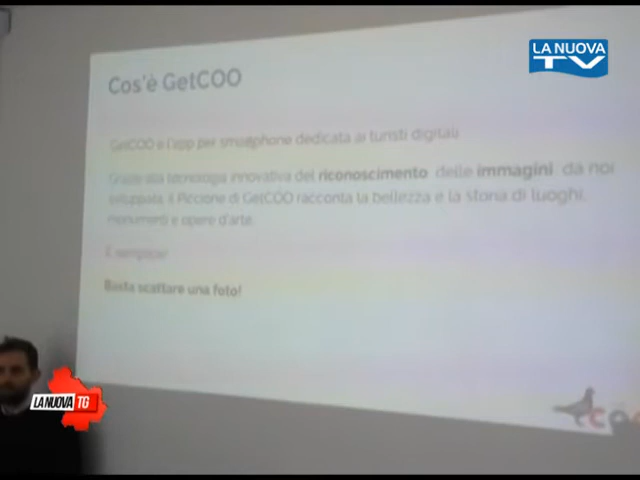 LA NUOVA
TV
Cos'è GetCOO
GetCOO è l'app per smartphone dedicata ai turisti digitali
Grazie alla tecnologia innovativa del riconoscimento delle immagini da noi
sviluppata, il Piccione di GetCOO racconta la bellezza e la storia di luoghi,
monumenti e opere d'arte.
È semplice!
Basta scattare una foto!
LA NUOVA TG